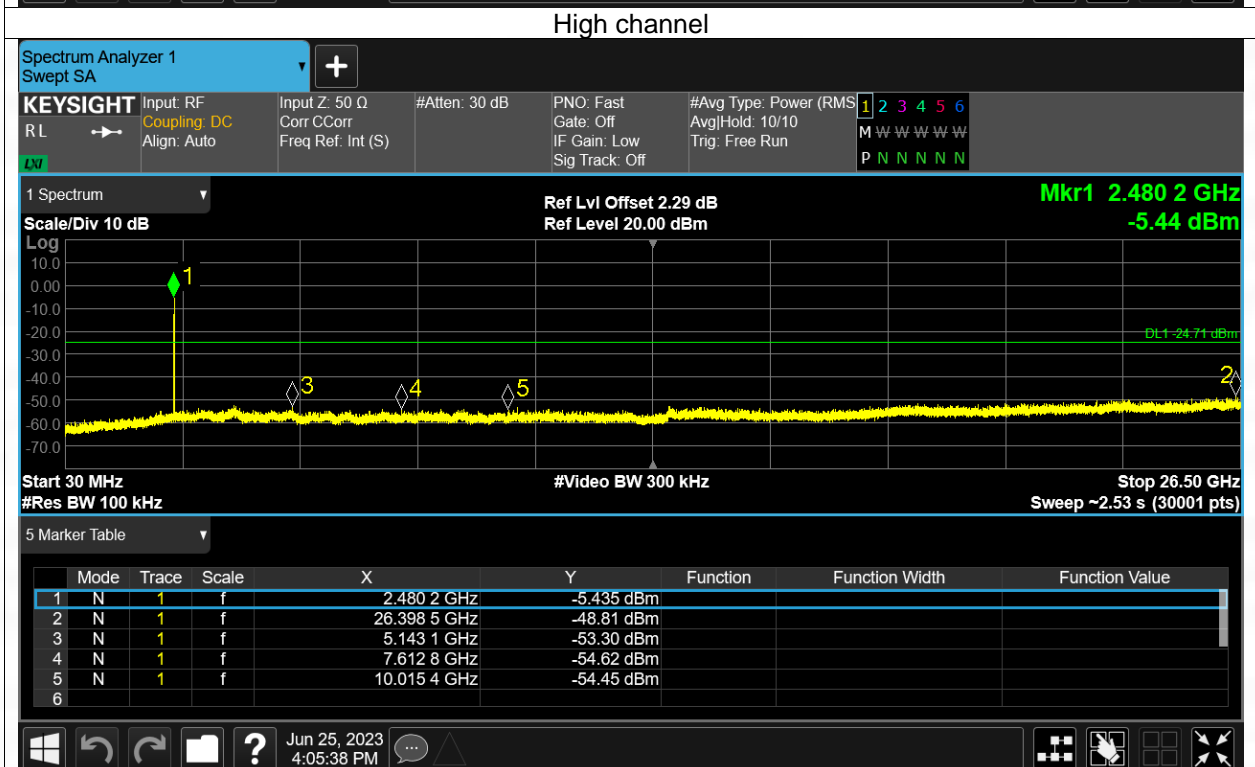 High channel
Spectrum Analyzer 1
Swept SA
KEYSIGHT
RL
LXI
Input: RF
Coupling: DC
Align: Auto
Input Z: 50 Ω
Corr CCorr
Freq Ref: Int (S)
#Atten: 30 dB
PNO: Fast
Gate: Off
IF Gain: Low
Sig Track: Off
#Avg Type: Power (RMS
Avg|Hold: 10/10
Trig: Free Run
1 2 3 4 5 6
M W W W W W
P N N N N N
1 Spectrum
Scale/Div 10 dB
Ref Lvl Offset 2.29 dB
Ref Level 20.00 dBm
Mkr1 2.480 2 GHz
-5.44 dBm
Log
10.0
0.00
-10.0
-20.0
-30.0
-40.0
-50.0
-60.0
-70.0
1
DL1 -24.71 dBm
3
4
5
2
Start 30 MHz
#Video BW 300 kHz
Stop 26.50 GHz
#Res BW 100 kHz
Sweep ~2.53 s (30001 pts)
5 Marker Table
Mode Trace Scale X Y Function Function Width Function Value
1 N 1 f 2.480 2 GHz -5.435 dBm
2 N 1 f 26.398 5 GHz -48.81 dBm
3 N 1 f 5.143 1 GHz -53.30 dBm
4 N 1 f 7.612 8 GHz -54.62 dBm
5 N 1 f 10.015 4 GHz -54.45 dBm
6
?
Jun 25, 2023
4:05:38 PM